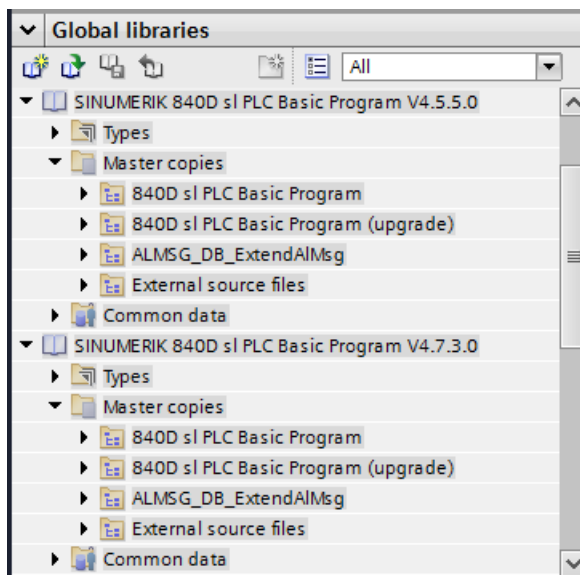 Global libraries
All
SINUMERIK 840D sl PLC Basic Program V4.5.5.0
Types
Master copies
840D sl PLC Basic Program
840D sl PLC Basic Program (upgrade)
ALMSG_DB_ExtendAlMsg
External source files
Common data
SINUMERIK 840D sl PLC Basic Program V4.7.3.0
Types
Master copies
840D sl PLC Basic Program
840D sl PLC Basic Program (upgrade)
ALMSG_DB_ExtendAlMsg
External source files
Common data